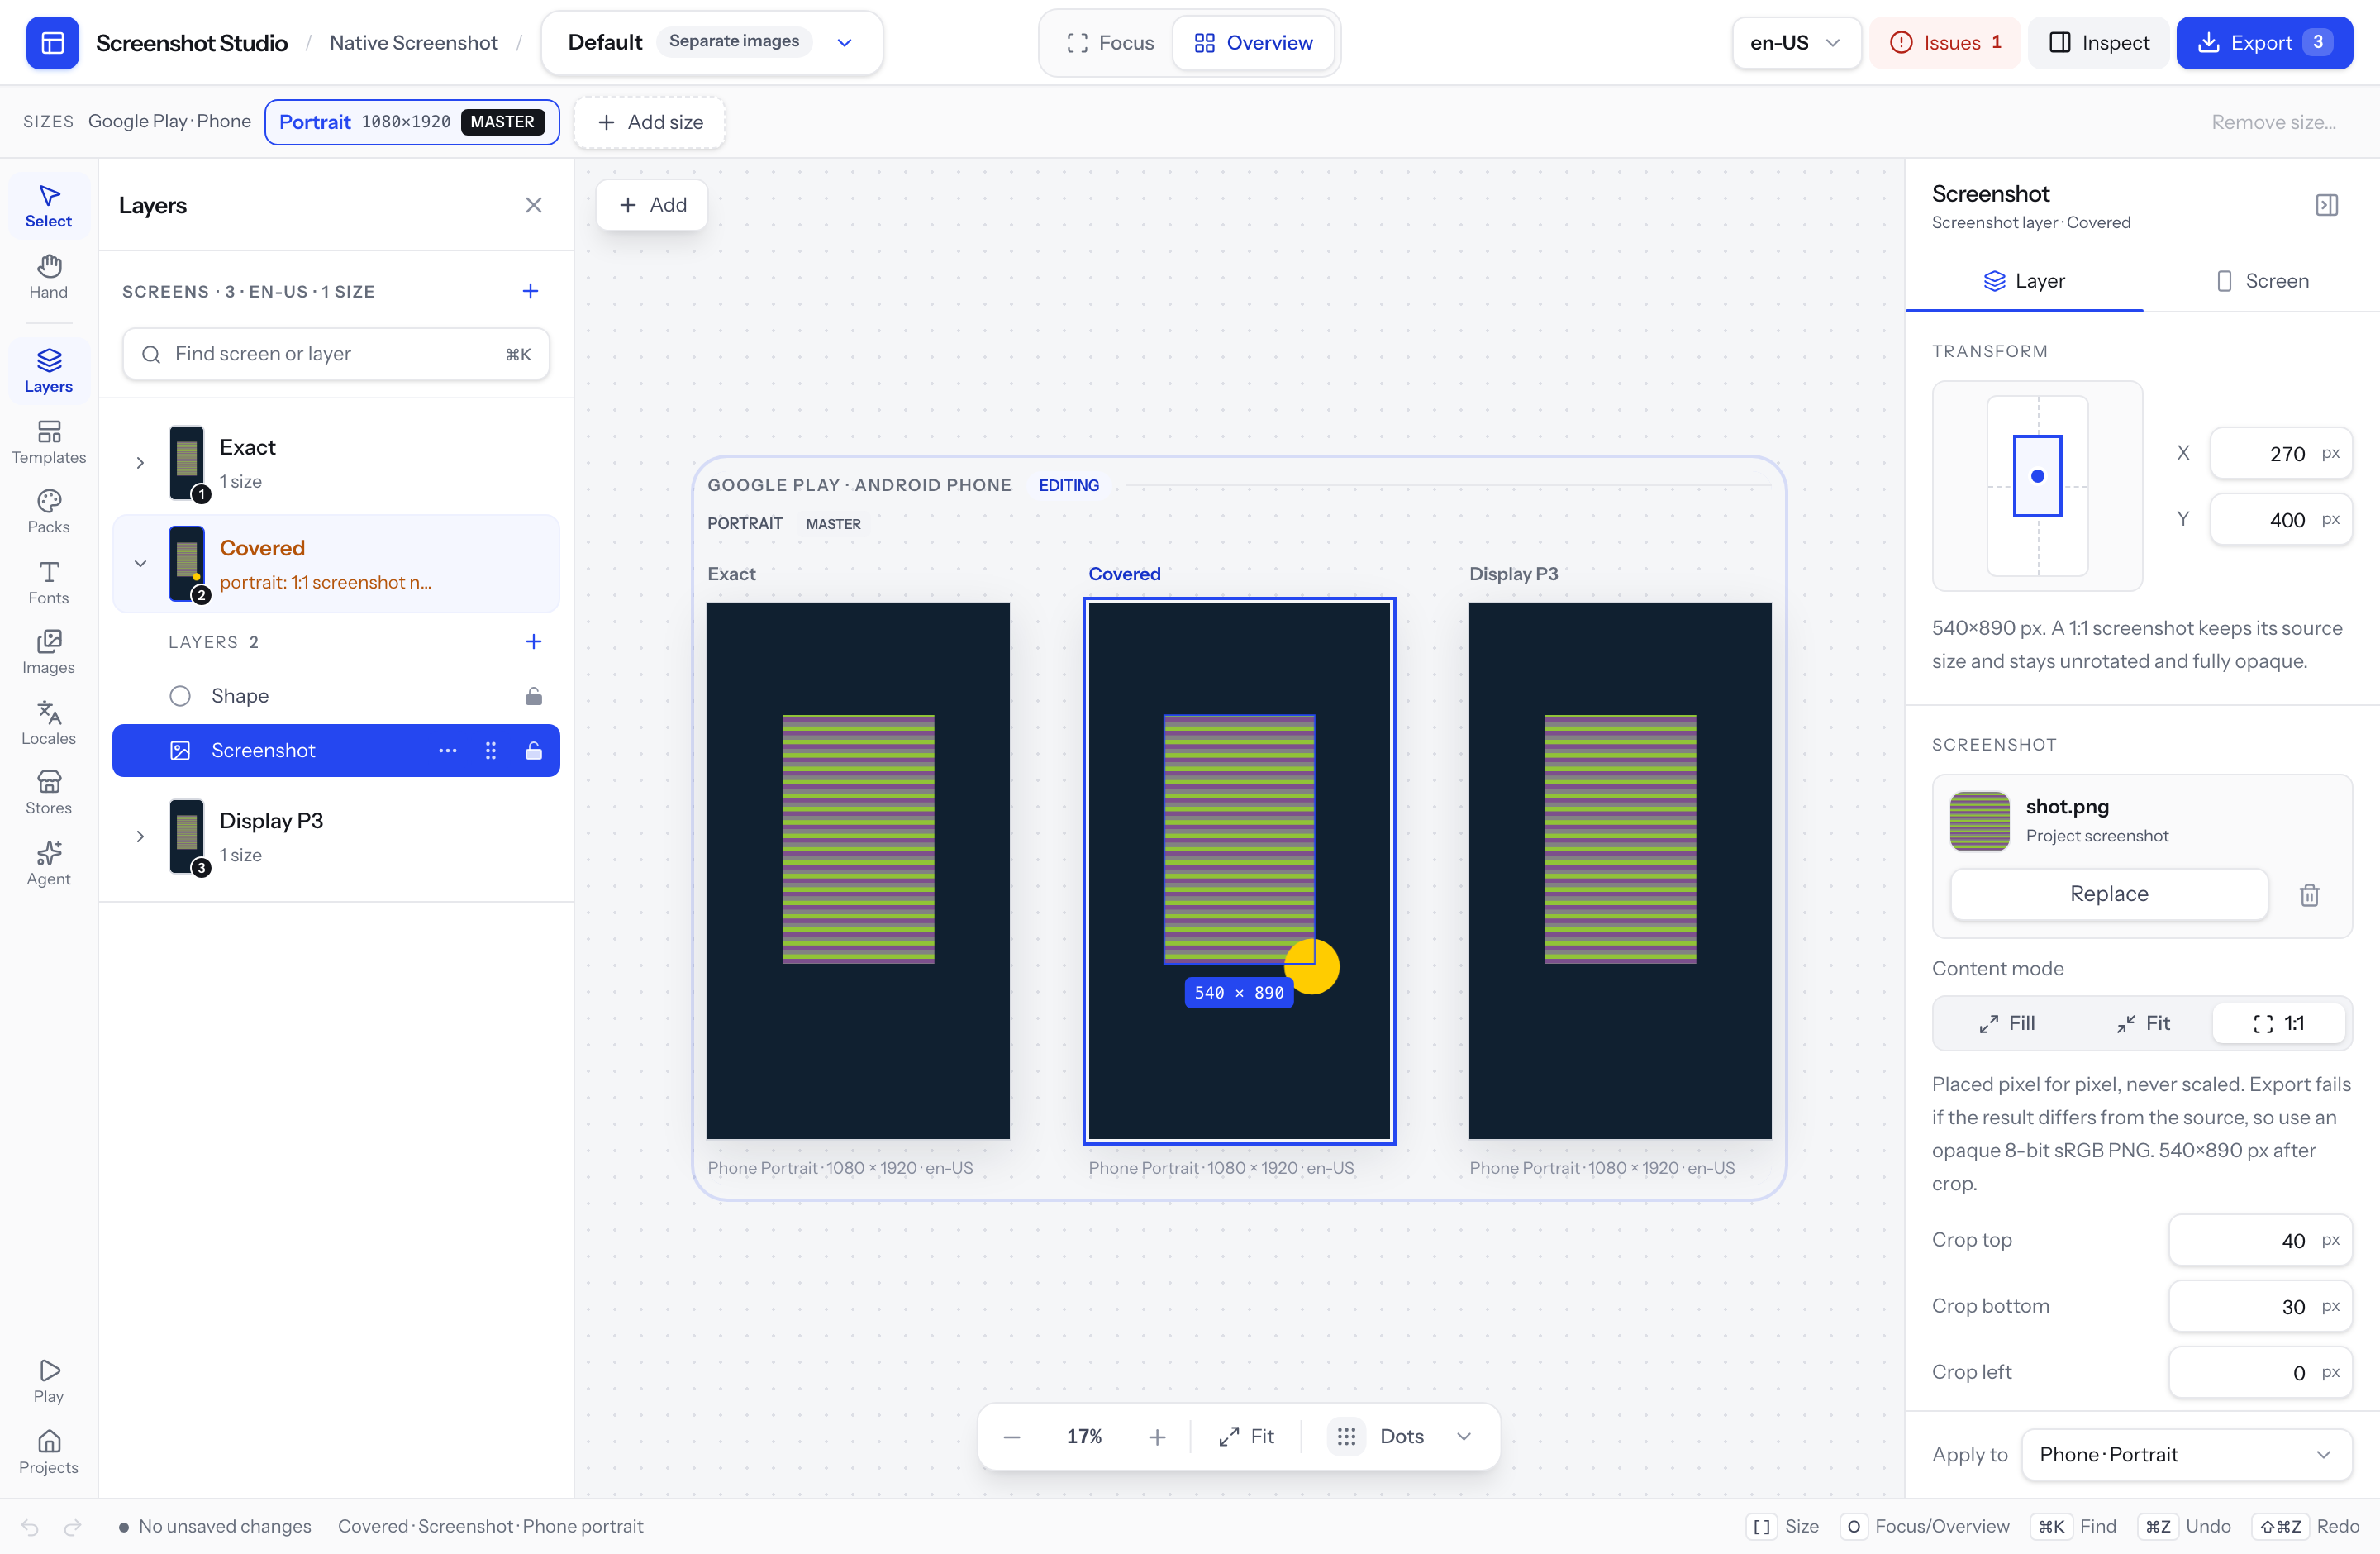 Screenshot Studio / Native Screenshot / Default Separate images
Focus Overview
en-US Issues 1 Inspect Export 3
SIZES Google Play · Phone Portrait 1080×1920 MASTER + Add size Remove size...
Select
Hand
Layers
Templates
Packs
Fonts
Images
Locales
Stores
Agent
Play
Projects
Layers
SCREENS · 3 · EN-US · 1 SIZE
Find screen or layer ⌘K
Exact
1 size
1
Covered
portrait: 1:1 screenshot n...
2
LAYERS 2
Shape
Screenshot
Display P3
1 size
3
+ Add
GOOGLE PLAY · ANDROID PHONE EDITING
PORTRAIT MASTER
Exact Covered Display P3
540 × 890
Phone Portrait · 1080 × 1920 · en-US Phone Portrait · 1080 × 1920 · en-US Phone Portrait · 1080 × 1920 · en-US
17% Fit Dots
Screenshot
Screenshot layer · Covered
Layer Screen
TRANSFORM
X 270 px
Y 400 px
540×890 px. A 1:1 screenshot keeps its source
size and stays unrotated and fully opaque.
SCREENSHOT
shot.png
Project screenshot
Replace
Content mode
Fill Fit 1:1
Placed pixel for pixel, never scaled. Export fails
if the result differs from the source, so use an
opaque 8-bit sRGB PNG. 540×890 px after
crop.
Crop top 40 px
Crop bottom 30 px
Crop left 0 px
Apply to Phone · Portrait
No unsaved changes Covered · Screenshot · Phone portrait
[ ] Size O Focus/Overview ⌘K Find ⌘Z Undo ⇧⌘Z Redo